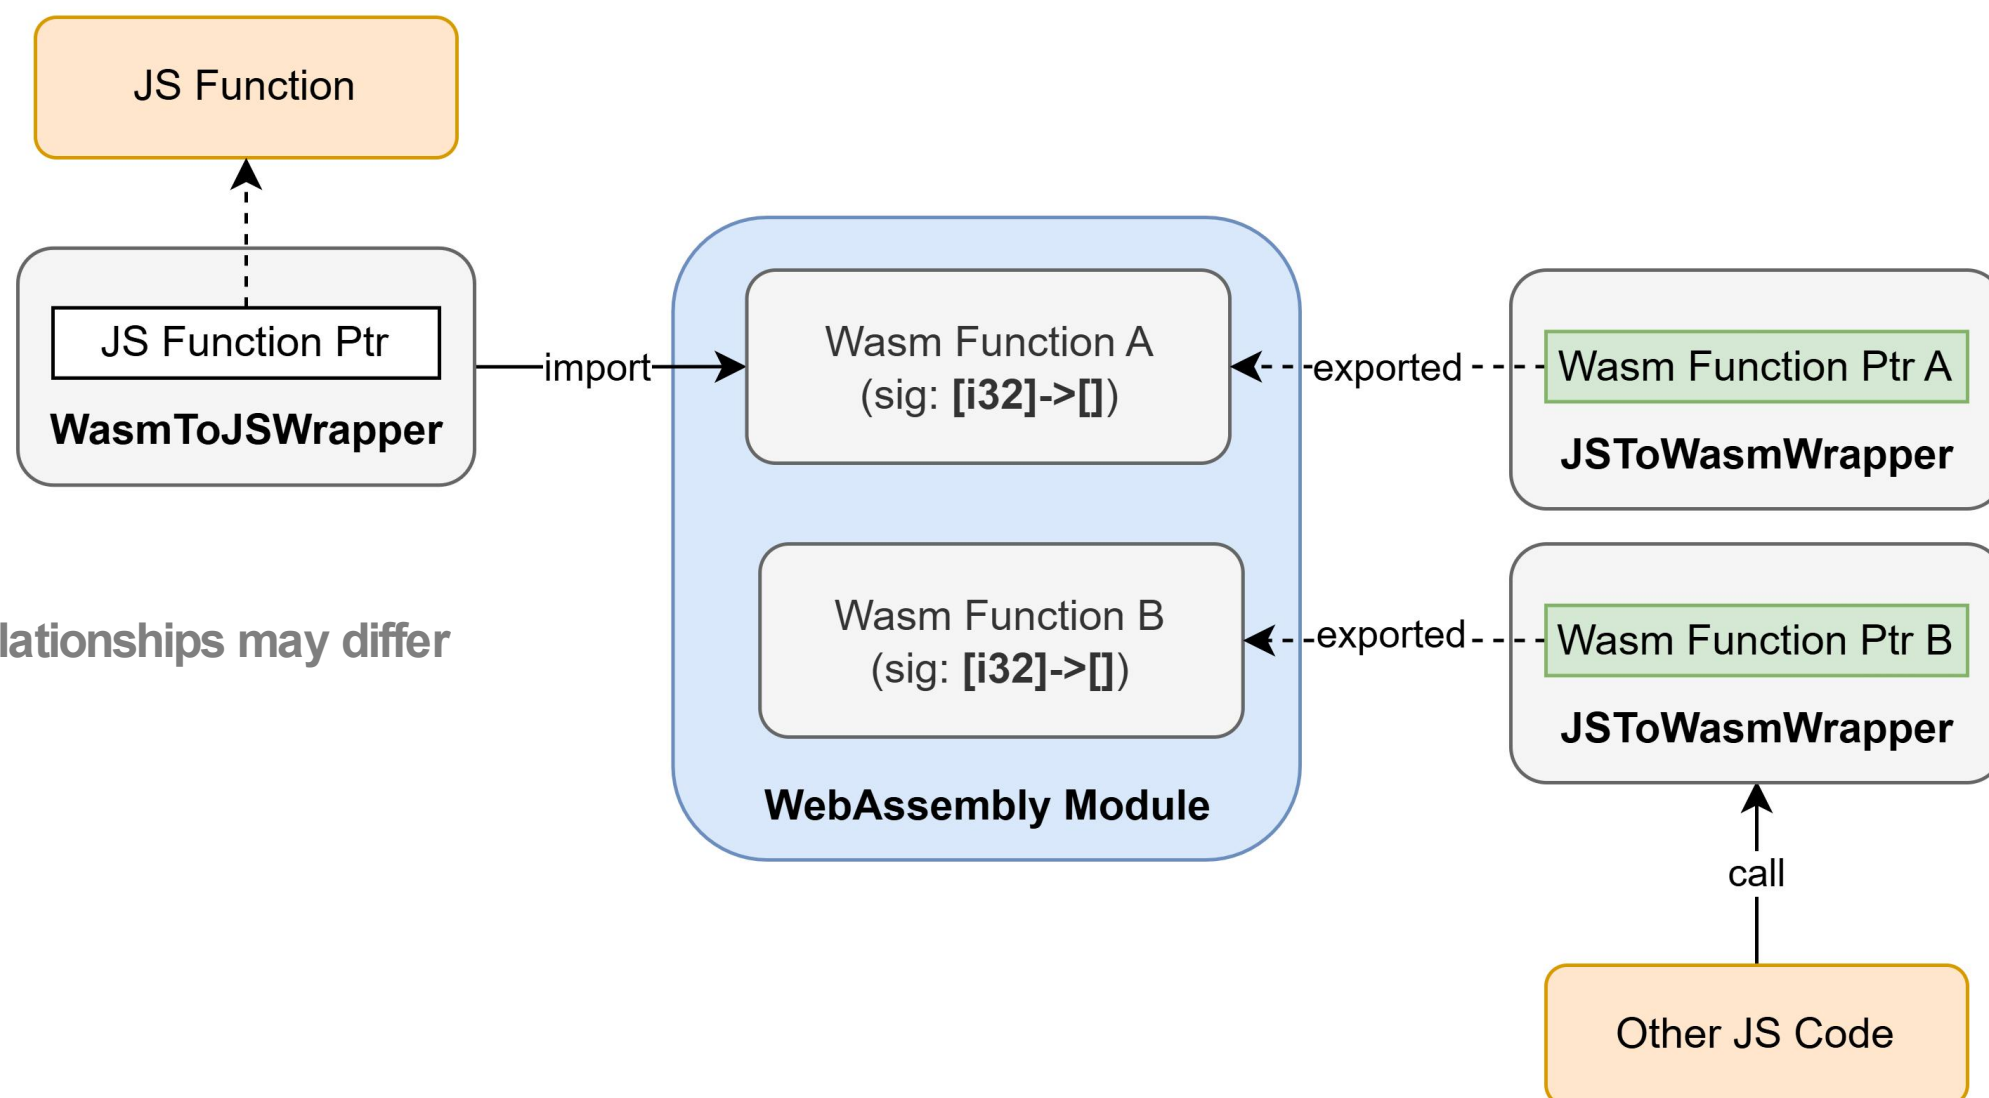 JS Function
JS Function Ptr
WasmToJSWrapper
import
Wasm Function A
(sig: [i32]->[])
exported
Wasm Function Ptr A
JSToWasmWrapper
lationships may differ
Wasm Function B
(sig: [i32]->[])
WebAssembly Module
exported
Wasm Function Ptr B
JSToWasmWrapper
call
Other JS Code